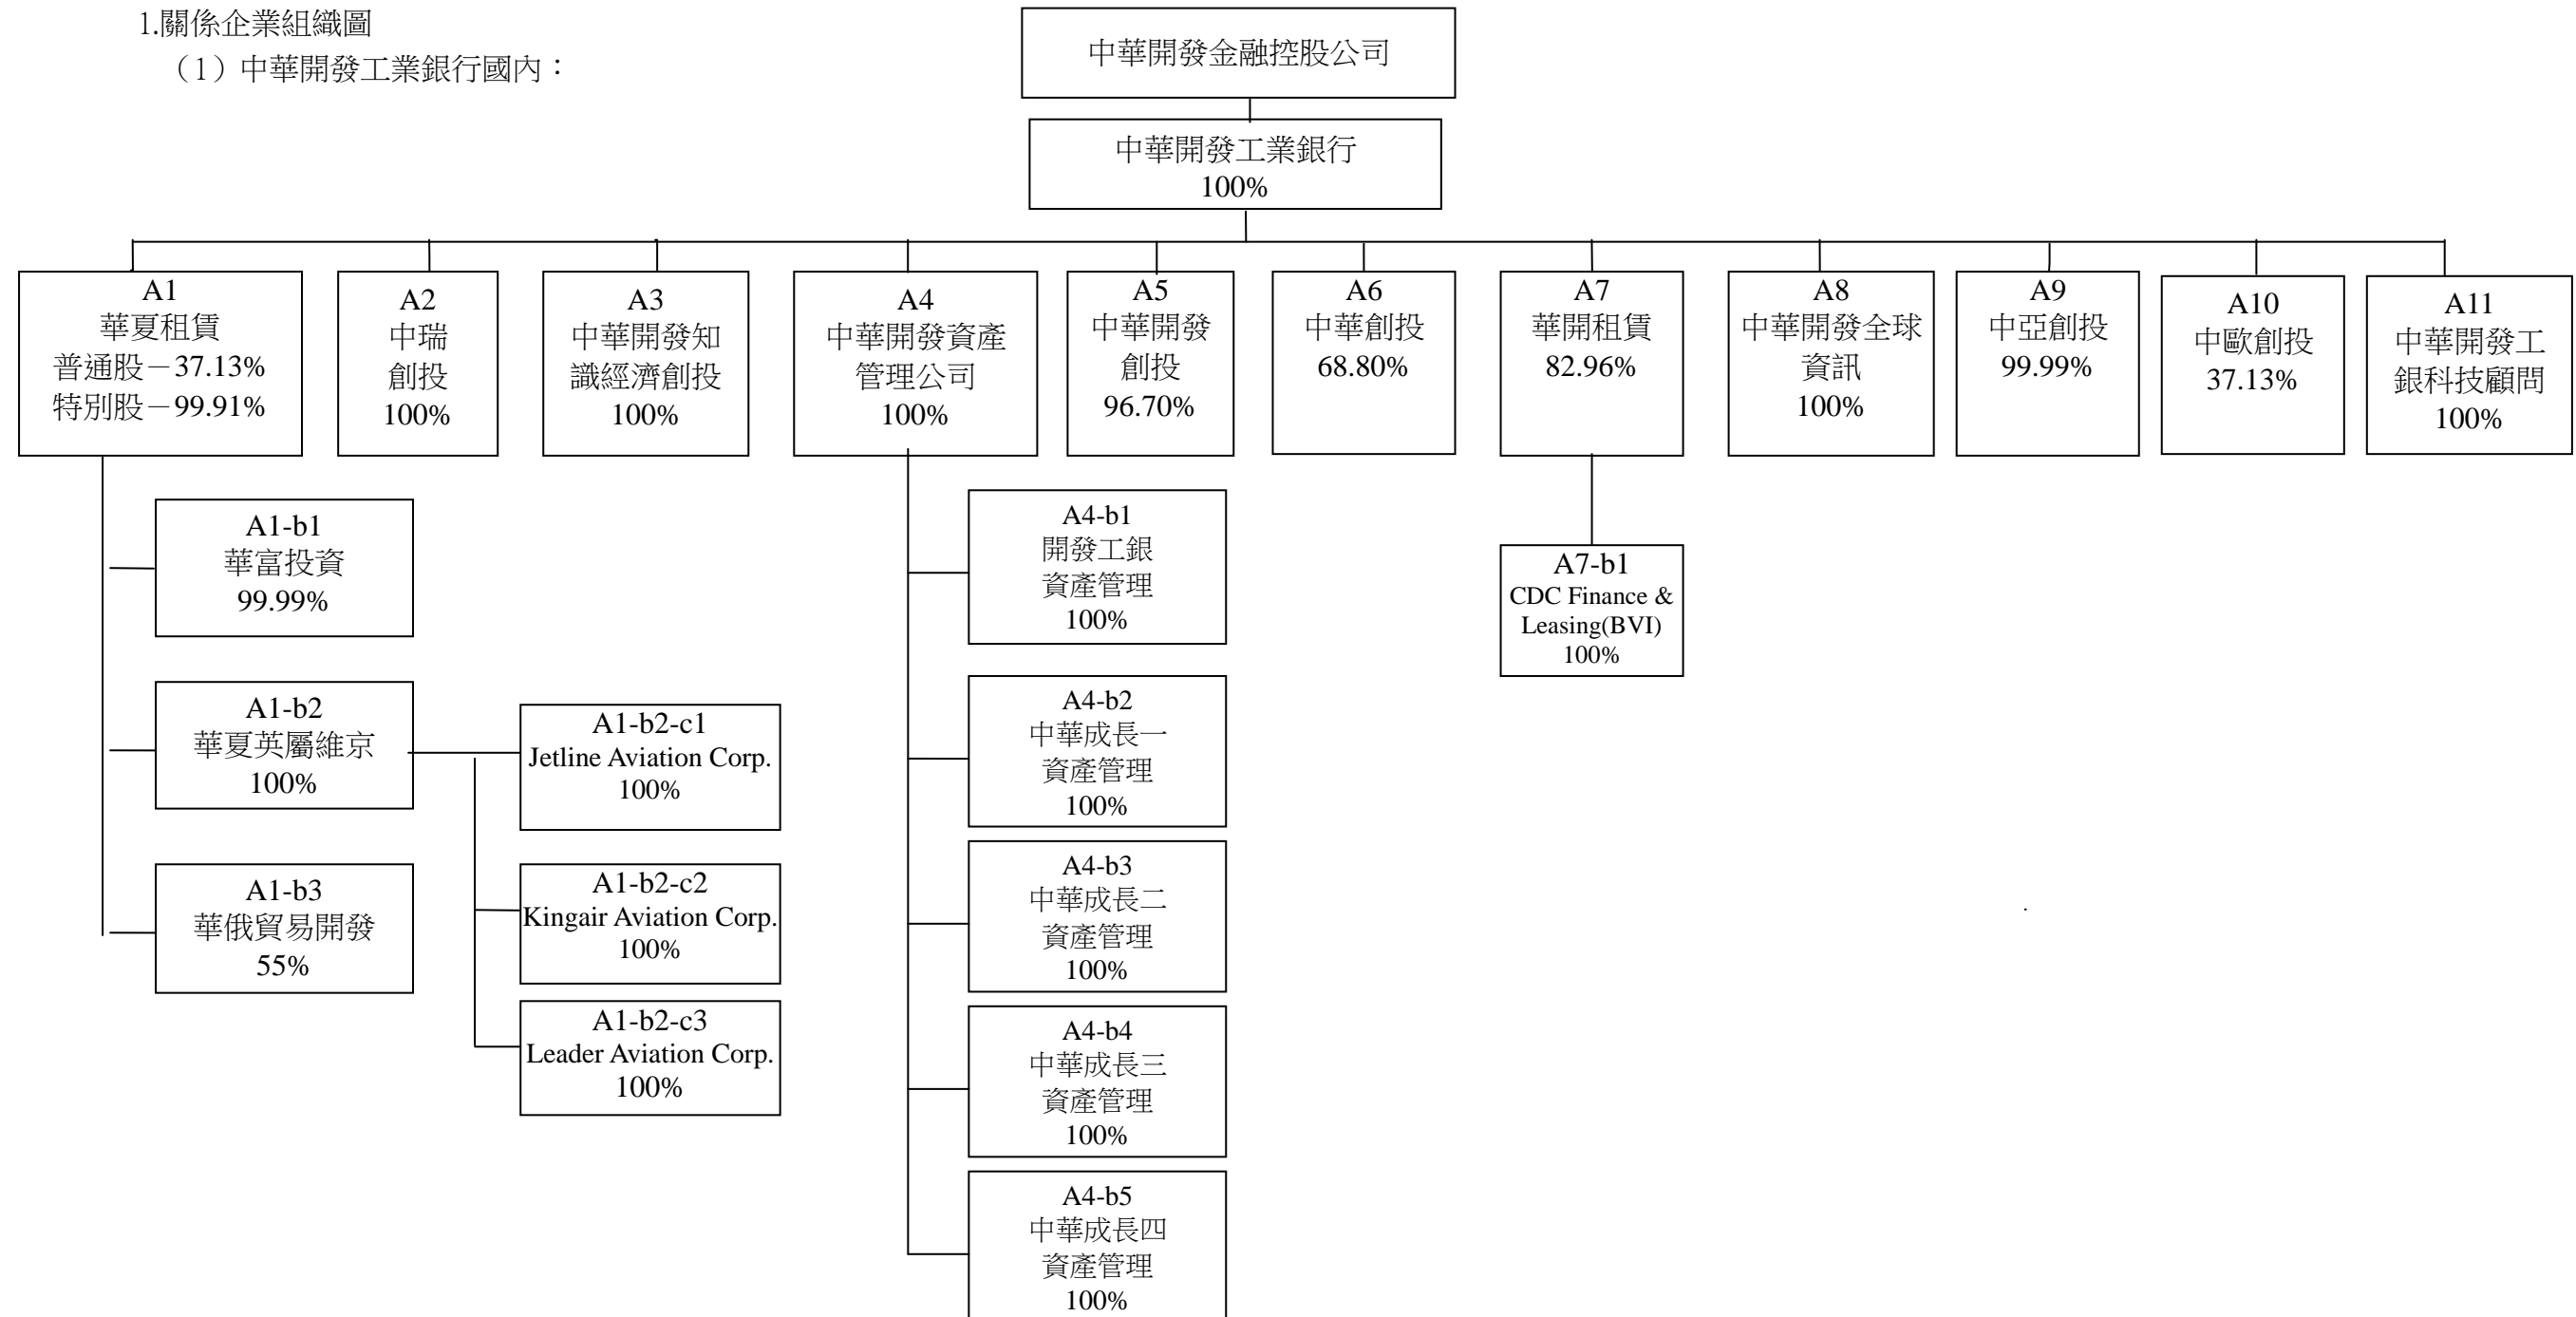 1.關係企業組織圖
（1）中華開發工業銀行國內：
中華開發金融控股公司
中華開發工業銀行
100%
A1
華夏租賃
普通股－37.13%
特別股－99.91%
A2
中瑞
創投
100%
A3
中華開發知
識經濟創投
100%
A4
中華開發資產
管理公司
100%
A5
中華開發
創投
96.70%
A6
中華創投
68.80%
A7
華開租賃
82.96%
A8
中華開發全球
資訊
100%
A9
中亞創投
99.99%
A10
中歐創投
37.13%
A11
中華開發工
銀科技顧問
100%
A1-b1
華富投資
99.99%
A1-b2
華夏英屬維京
100%
A1-b3
華俄貿易開發
55%
A1-b2-c1
Jetline Aviation Corp.
100%
A1-b2-c2
Kingair Aviation Corp.
100%
A1-b2-c3
Leader Aviation Corp.
100%
A4-b1
開發工銀
資產管理
100%
A4-b2
中華成長一
資產管理
100%
A4-b3
中華成長二
資產管理
100%
A4-b4
中華成長三
資產管理
100%
A4-b5
中華成長四
資產管理
100%
A7-b1
CDC Finance &
Leasing(BVI)
100%